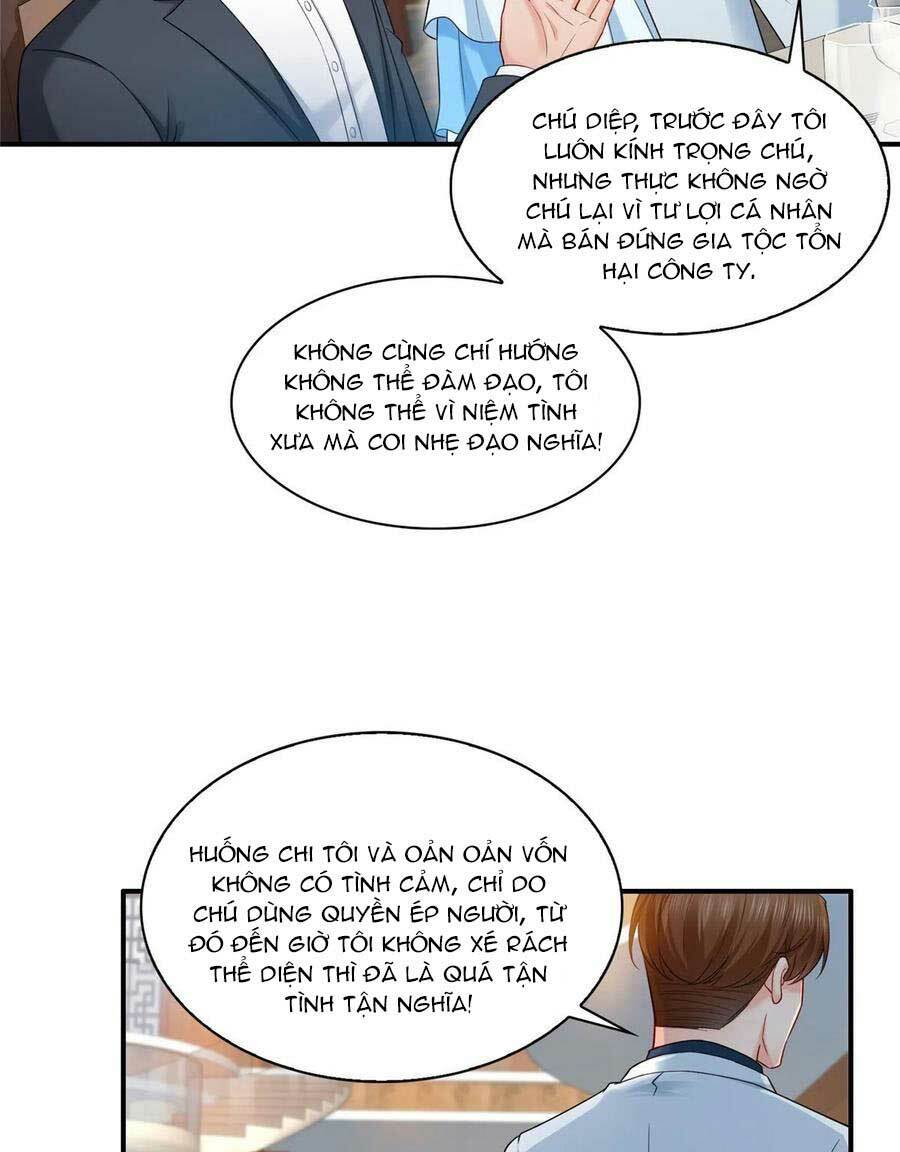 CHÚ DIỆP, TRƯỚC ĐÂY TÔI
LUÔN KÍNH TRỌNG CHÚ,
NHƯNG THỰC KHÔNG NGỜ
CHÚ LẠI VÌ TƯ LỢI CÁ NHÂN
MÀ BÁN ĐỨNG GIA TỘC TỔN
HẠI CÔNG TY.
KHÔNG CÙNG CHÍ HƯỚNG
KHÔNG THỂ ĐÀM ĐẠO, TÔI
KHÔNG THỂ VÌ NIỆM TÌNH
XƯA MÀ COI NHẸ ĐẠO NGHĨA!
HUỐNG CHI TÔI VÀ OẢN OẢN VỐN
KHÔNG CÓ TÌNH CẢM, CHỈ DO
CHÚ DÙNG QUYỀN ÉP NGƯỜI, TỪ
ĐÓ ĐẾN GIỜ TÔI KHÔNG XÉ RÁCH
THỂ DIỆN THÌ ĐÃ LÀ QUÁ TẬN
TÌNH TẬN NGHĨA!